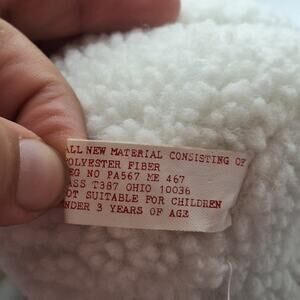 ALL NEW MATERIAL CONSISTING OF
POLYESTER FIBER
EG NO PA567 ME 467
ASS T387 OHIO 10036
OT SUITABLE FOR CHILDREN
NDER 3 YEARS OF AGE